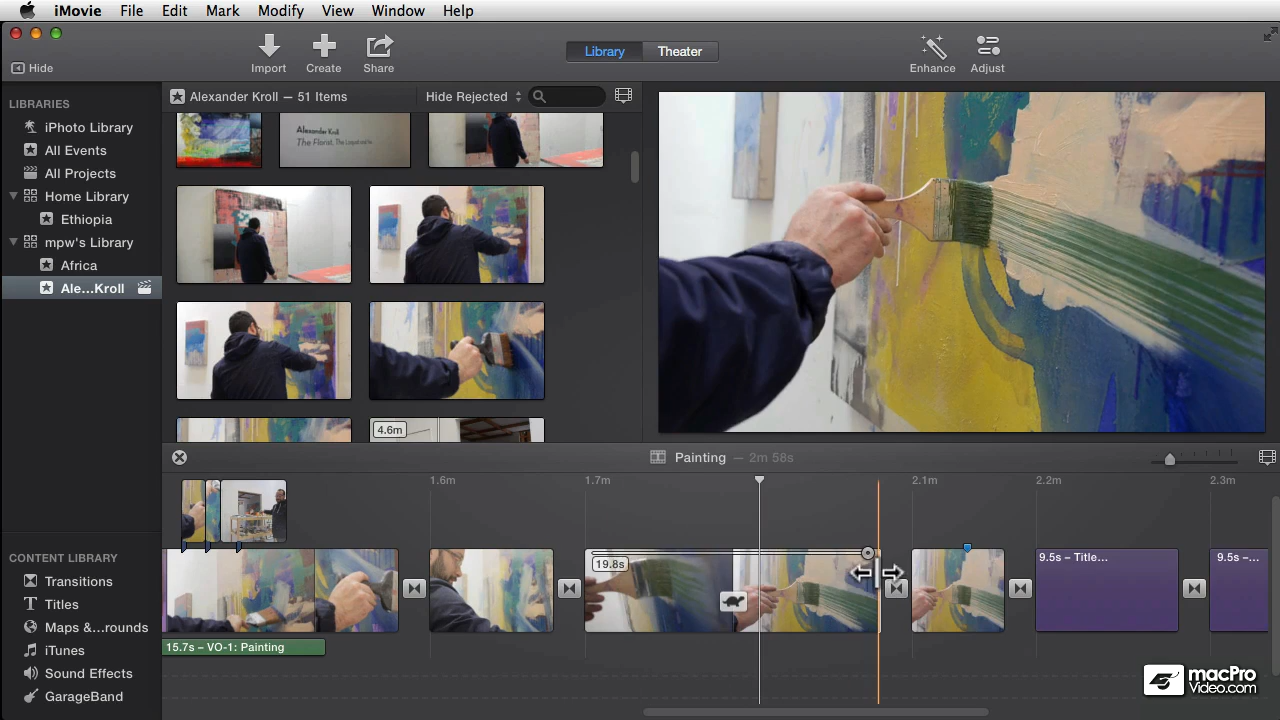 iMovie File Edit Mark Modify View Window Help
Hide Import Create Share Library Theater Enhance Adjust
LIBRARIES
iPhoto Library
All Events
All Projects
Home Library
Ethiopia
mpw's Library
Africa
Ale...Kroll
CONTENT LIBRARY
Transitions
Titles
Maps &...rounds
iTunes
Sound Effects
GarageBand
Alexander Kroll — 51 Items Hide Rejected
Alexander Kroll
The Florist,
4.6m
Painting — 2m 58s
1.6m 1.7m 2.1m 2.2m 2.3m
19.8s
9.5s – Title... 9.5s –...
15.7s – VO-1: Painting
macPro
Video.com